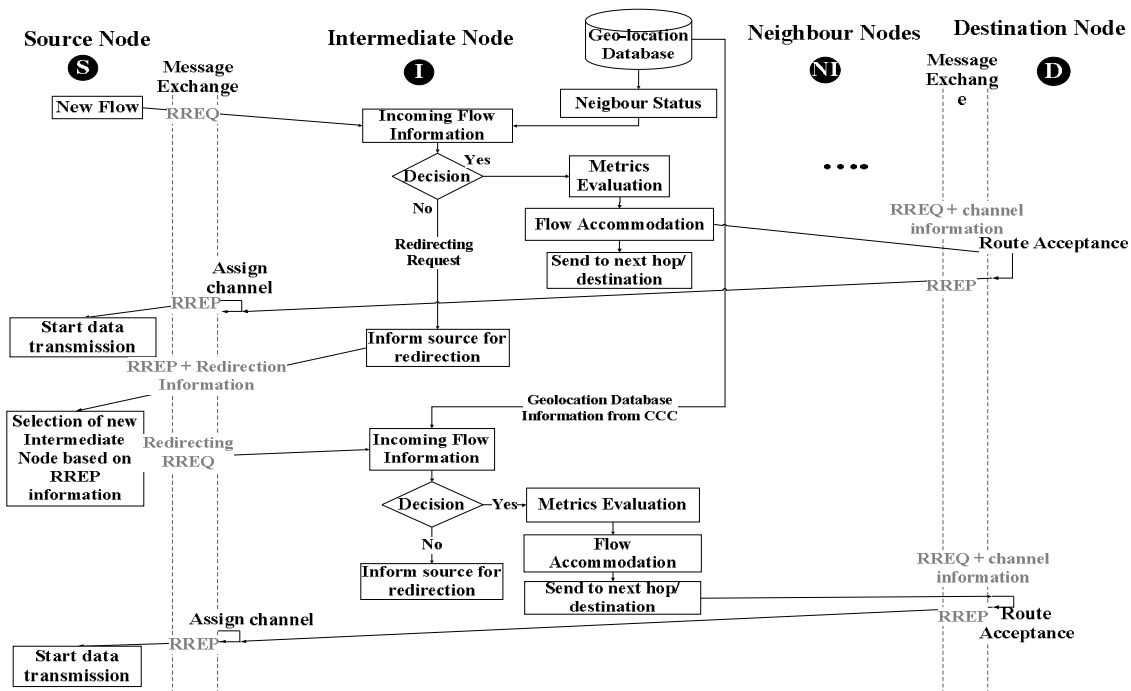 Source Node
S
Message
Exchange
Intermediate Node
I
Geo-location
Database
Neighbour Nodes
NI
Destination Node
D
Message
Exchang
e
New Flow
RREQ
Incoming Flow
Information
Neigbour Status
Decision
Yes
No
Metrics
Evaluation
Flow Accommodation
Send to next hop/
destination
....
RREQ + channel
information
Route Acceptance
RREP
Redirecting
Request
Assign
channel
RREP
Start data
transmission
Inform source for
redirection
RREP + Redirection
Information
Geolocation Database
Information from CCC
Selection of new
Intermediate
Node based on
RREP
information
Redirecting
RREQ
Incoming Flow
Information
Decision
Yes
No
Metrics Evaluation
Flow
Accommodation
Send to next hop/
destination
Inform source for
redirection
RREQ + channel
information
RREP
Route
Acceptance
Assign channel
RREP
Start data
transmission